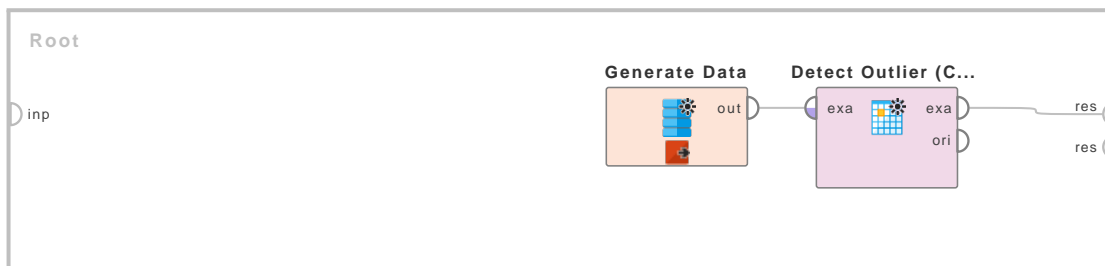 Root
Generate Data
Detect Outlier (C...
inp
out
exa
exa
res
ori
res